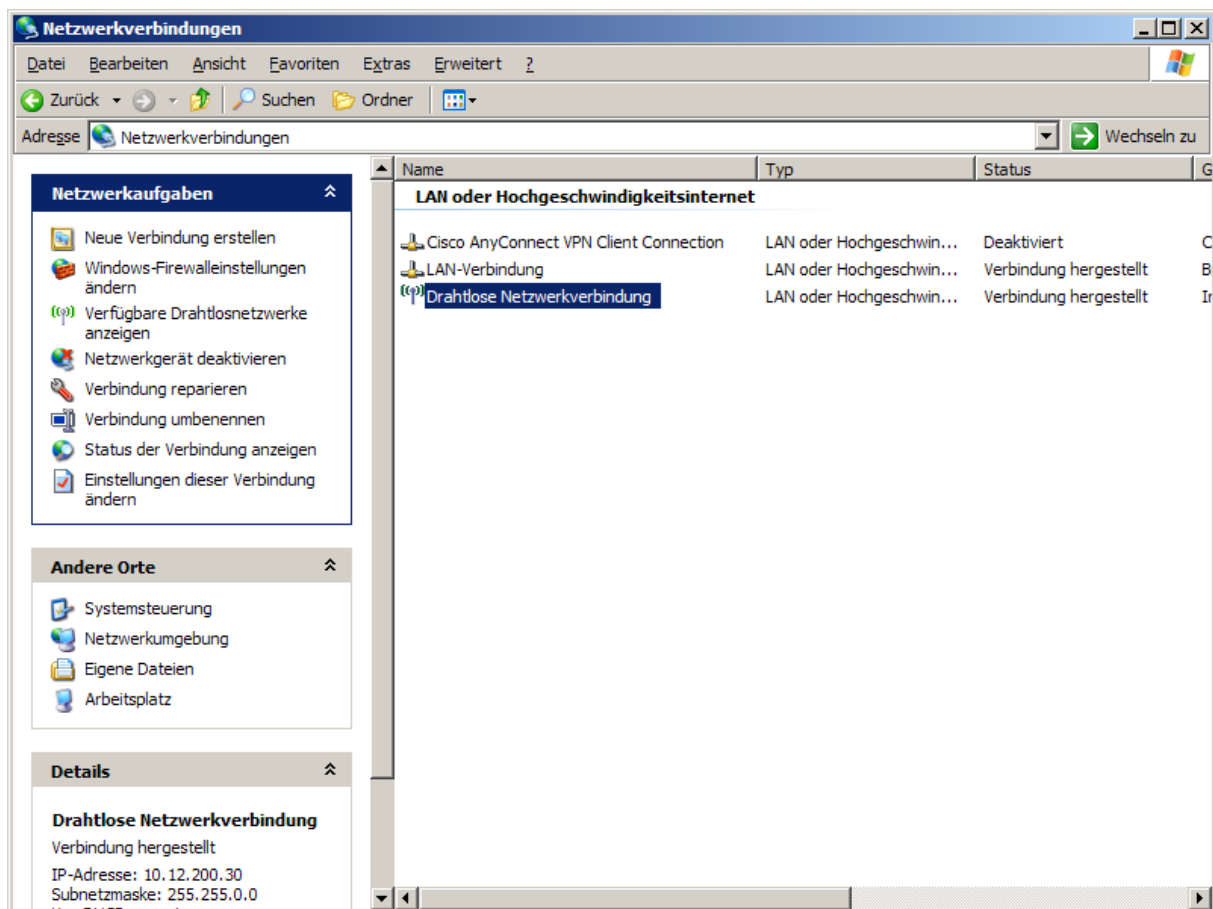 Netzwerkverbindungen
Datei Bearbeiten Ansicht Favoriten Extras Erweitert ?
Zurück Suchen Ordner
Adresse Netzwerkverbindungen Wechseln zu
Netzwerkaufgaben
Neue Verbindung erstellen
Windows-Firewalleinstellungen
ändern
Verfügbare Drahtlosnetzwerke
anzeigen
Netzwerkgerät deaktivieren
Verbindung reparieren
Verbindung umbenennen
Status der Verbindung anzeigen
Einstellungen dieser Verbindung
ändern
Andere Orte
Systemsteuerung
Netzwerkumgebung
Eigene Dateien
Arbeitsplatz
Details
Drahtlose Netzwerkverbindung
Verbindung hergestellt
IP-Adresse: 10.12.200.30
Subnetzmaske: 255.255.0.0
Name Typ Status G
LAN oder Hochgeschwindigkeitsinternet
Cisco AnyConnect VPN Client Connection LAN oder Hochgeschwin... Deaktiviert C
LAN-Verbindung LAN oder Hochgeschwin... Verbindung hergestellt B
Drahtlose Netzwerkverbindung LAN oder Hochgeschwin... Verbindung hergestellt In